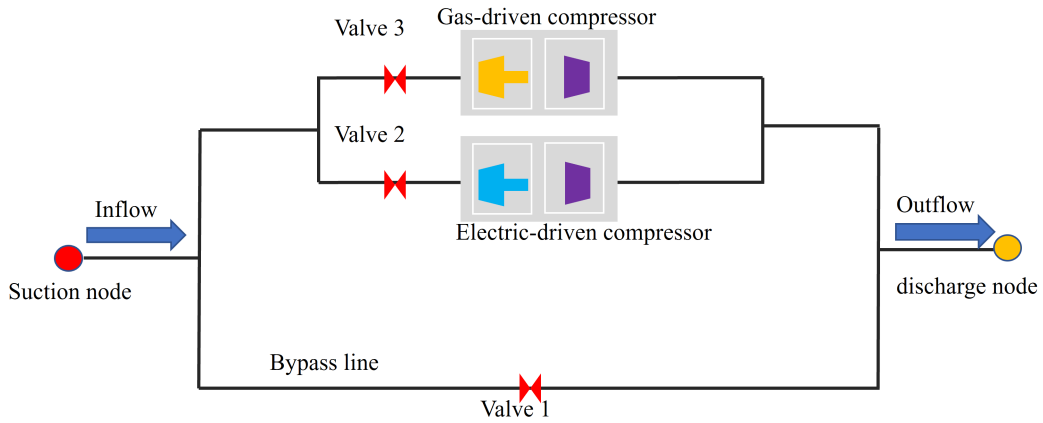 Gas-driven compressor
Valve 3
Valve 2
Inflow
Outflow
Electric-driven compressor
Suction node
discharge node
Bypass line
Valve 1